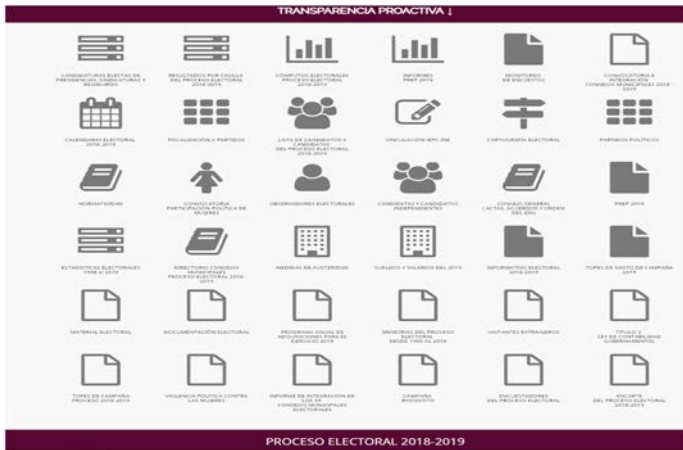 TRANSPARENCIA PROACTIVA ↓
CANDIDATURAS ELECTAS DE
PRESIDENCIAS, SINDICATURAS Y
REGIDURÍAS
RESULTADOS POR CASILLA
DEL PROCESO ELECTORAL
2018-2019
CÓMPUTOS ELECTORALES
PROCESO ELECTORAL
2018-2019
INFORMES
PREP 2019
MONITOREO
DE ENCUESTAS
CONVOCATORIA E
INTEGRACIÓN
CONSEJOS MUNICIPALES 2018 -
2019
CALENDARIO ELECTORAL
2018-2019
FISCALIZACIÓN A PARTIDOS
LISTA DE CANDIDATOS Y
CANDIDATAS
DEL PROCESO ELECTORAL
2018-2019
VINCULACIÓN IEPC-INE
CARTOGRAFÍA ELECTORAL
PARTIDOS POLÍTICOS
NORMATIVIDAD
CONVOCATORIA
PARTICIPACIÓN POLÍTICA DE
MUJERES
OBSERVADORES ELECTORALES
CANDIDATAS Y CANDIDATOS
INDEPENDIENTES
CONSEJO GENERAL
(ACTAS, ACUERDOS Y ORDEN
DEL DÍA)
PREP 2019
ESTADÍSTICAS ELECTORALES
1998 al 2019
DIRECTORIO CONSEJOS
MUNICIPALES
PROCESO ELECTORAL 2018-
2019
MEDIDAS DE AUSTERIDAD
SUELDOS Y SALARIOS DEL 2019
INFORMATIVO ELECTORAL
2018-2019
TOPES DE GASTO DE CAMPAÑA
2019
MATERIAL ELECTORAL
DOCUMENTACIÓN ELECTORAL
PROGRAMA ANUAL DE
ADQUISICIONES PARA EL
EJERCICIO 2019
MEMORIAS DEL PROCESO
ELECTORAL
DESDE 1995 AL 2018
VISITANTES EXTRANJEROS
TÍTULO V
LEY DE CONTABILIDAD
GUBERNAMENTAL
TOPES DE CAMPAÑA
PROCESO 2018-2019
VIOLENCIA POLÍTICA CONTRA
LAS MUJERES
INFORME DE INTEGRACIÓN DE
LOS 39
CONSEJOS MUNICIPALES
ELECTORALES
CAMPAÑA
#YOSIVOTO
ENCUESTADORES
DEL PROCESO ELECTORAL
ENCARTE
DEL PROCESO ELECTORAL
2018-2019
PROCESO ELECTORAL 2018-2019